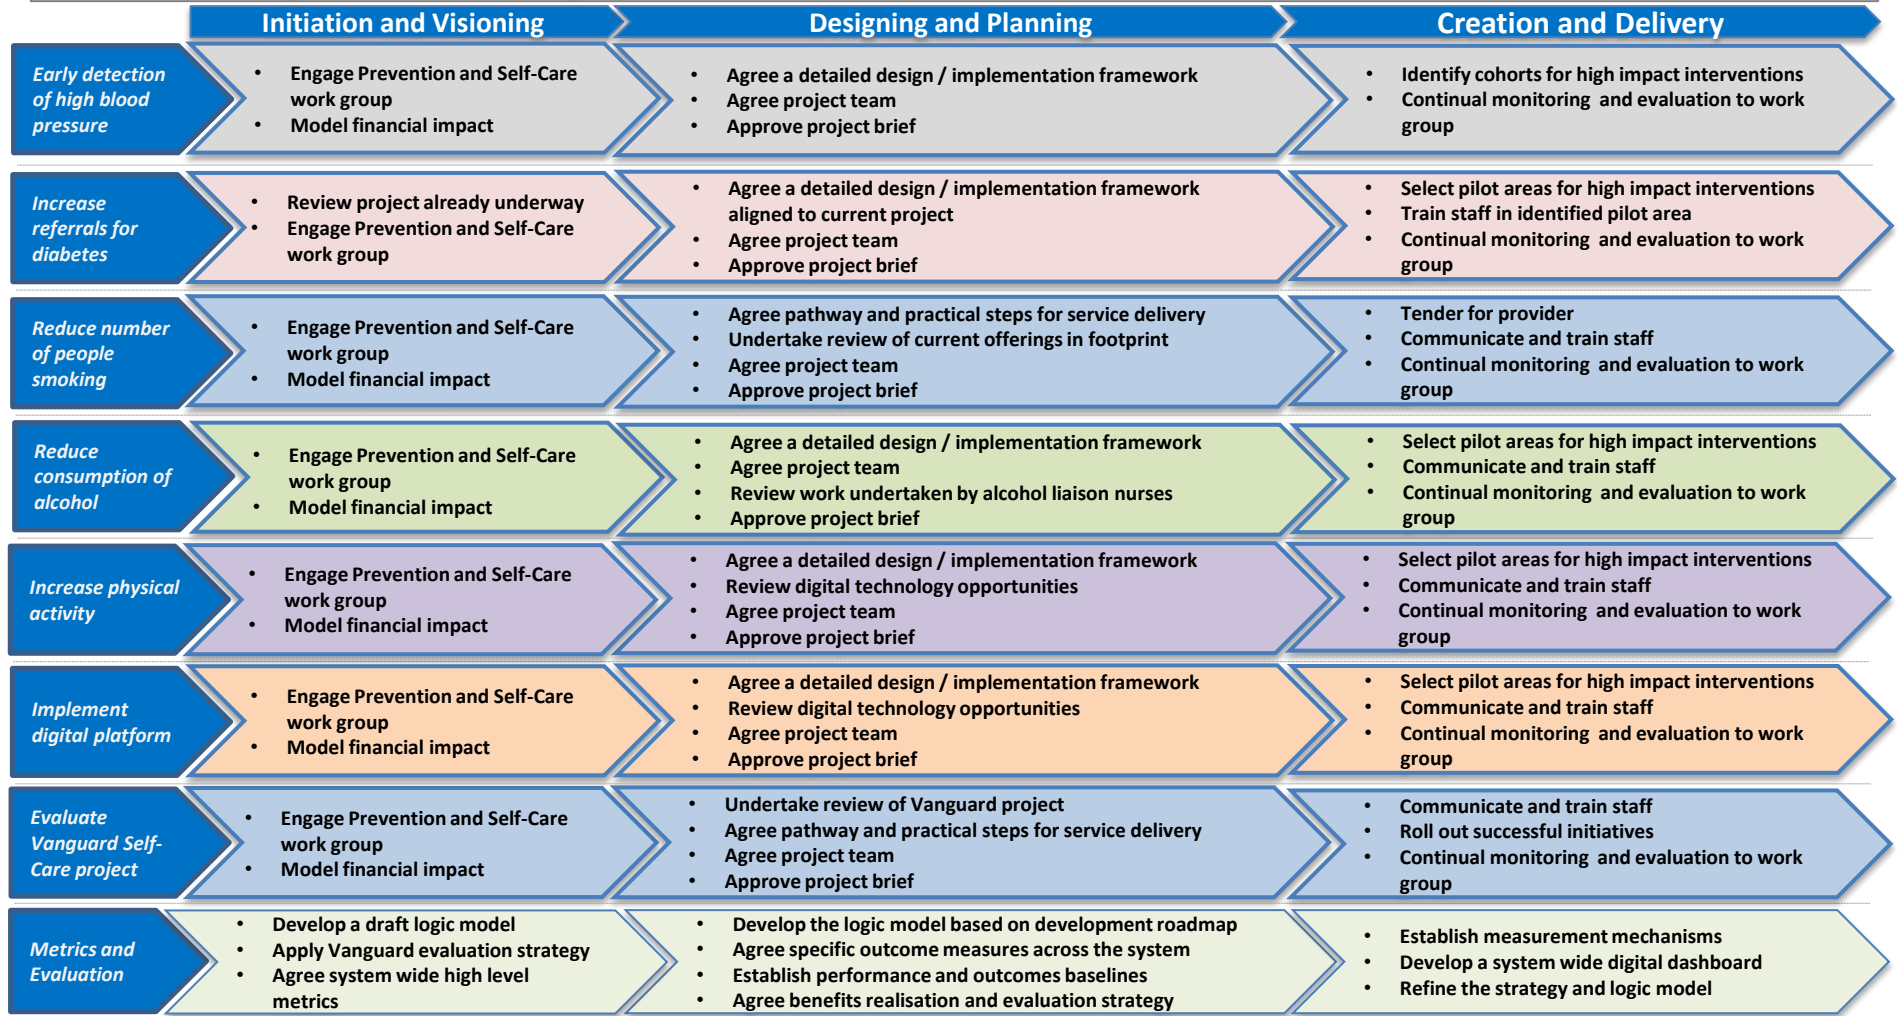 Initiation and Visioning
Designing and Planning
Creation and Delivery
Early detection
of high blood
pressure
• Engage Prevention and Self-Care
work group
• Model financial impact
• Agree a detailed design / implementation framework
• Agree project team
• Approve project brief
• Identify cohorts for high impact interventions
• Continual monitoring and evaluation to work
group
Increase
referrals for
diabetes
• Review project already underway
• Engage Prevention and Self-Care
work group
• Agree a detailed design / implementation framework
aligned to current project
• Agree project team
• Approve project brief
• Select pilot areas for high impact interventions
• Train staff in identified pilot area
• Continual monitoring and evaluation to work
group
Reduce number
of people
smoking
• Engage Prevention and Self-Care
work group
• Model financial impact
• Agree pathway and practical steps for service delivery
• Undertake review of current offerings in footprint
• Agree project team
• Approve project brief
• Tender for provider
• Communicate and train staff
• Continual monitoring and evaluation to work
group
Reduce
consumption of
alcohol
• Engage Prevention and Self-Care
work group
• Model financial impact
• Agree a detailed design / implementation framework
• Agree project team
• Review work undertaken by alcohol liaison nurses
• Approve project brief
• Select pilot areas for high impact interventions
• Communicate and train staff
• Continual monitoring and evaluation to work
group
Increase physical
activity
• Engage Prevention and Self-Care
work group
• Model financial impact
• Agree a detailed design / implementation framework
• Review digital technology opportunities
• Agree project team
• Approve project brief
• Select pilot areas for high impact interventions
• Communicate and train staff
• Continual monitoring and evaluation to work
group
Implement
digital platform
• Engage Prevention and Self-Care
work group
• Model financial impact
• Agree a detailed design / implementation framework
• Review digital technology opportunities
• Agree project team
• Approve project brief
• Select pilot areas for high impact interventions
• Communicate and train staff
• Continual monitoring and evaluation to work
group
Evaluate
Vanguard Self-
Care project
• Engage Prevention and Self-Care
work group
• Model financial impact
• Undertake review of Vanguard project
• Agree pathway and practical steps for service delivery
• Agree project team
• Approve project brief
• Communicate and train staff
• Roll out successful initiatives
• Continual monitoring and evaluation to work
group
Metrics and
Evaluation
• Develop a draft logic model
• Apply Vanguard evaluation strategy
• Agree system wide high level
metrics
• Develop the logic model based on development roadmap
• Agree specific outcome measures across the system
• Establish performance and outcomes baselines
• Agree benefits realisation and evaluation strategy
• Establish measurement mechanisms
• Develop a system wide digital dashboard
• Refine the strategy and logic model